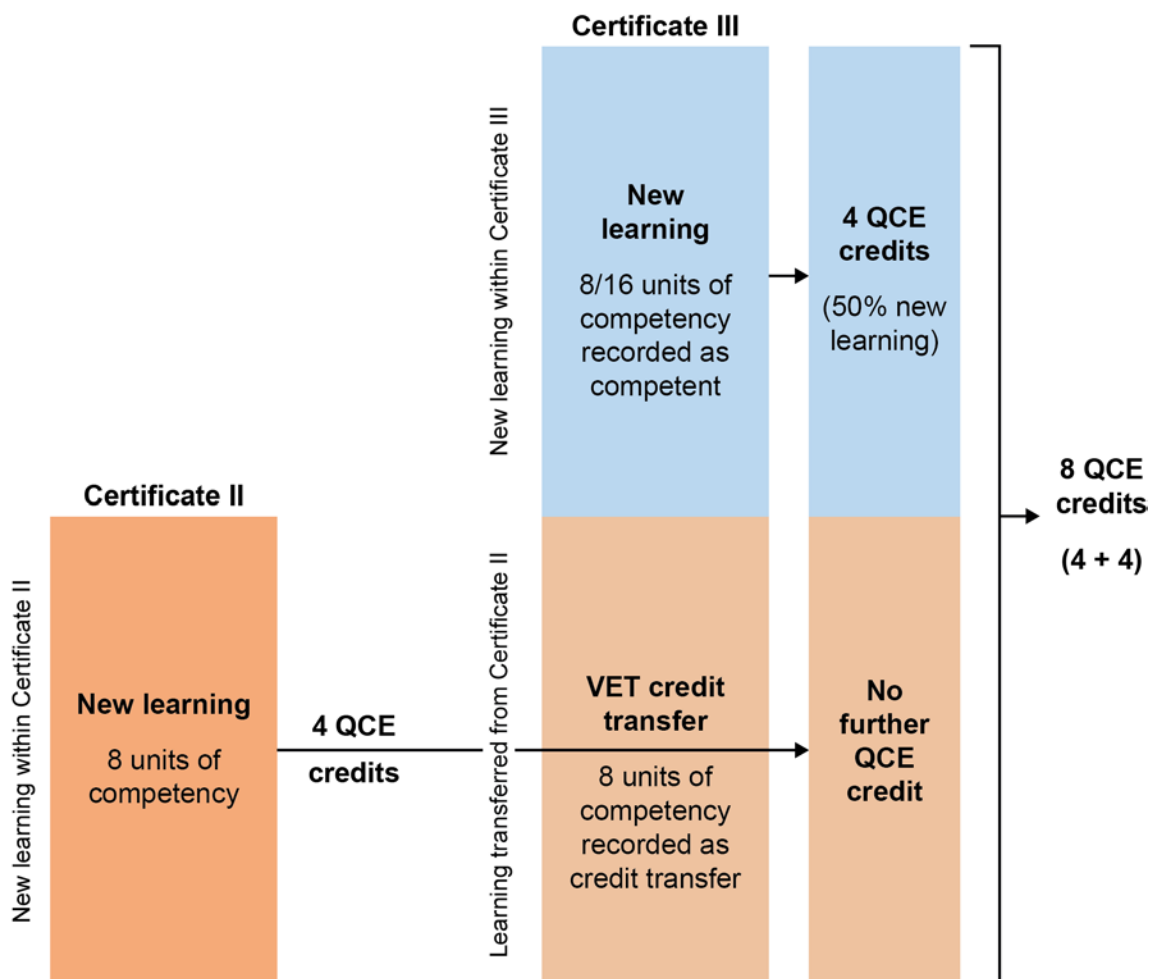 Certificate III
New learning within Certificate III
New
learning
8/16 units of
competency
recorded as
competent
4 QCE
credits
(50% new
learning)
8 QCE
credits
(4 + 4)
Certificate II
New learning within Certificate II
New learning
8 units of
competency
4 QCE
credits
Learning transferred from Certificate II
VET credit
transfer
8 units of
competency
recorded as
credit transfer
No
further
QCE
credit